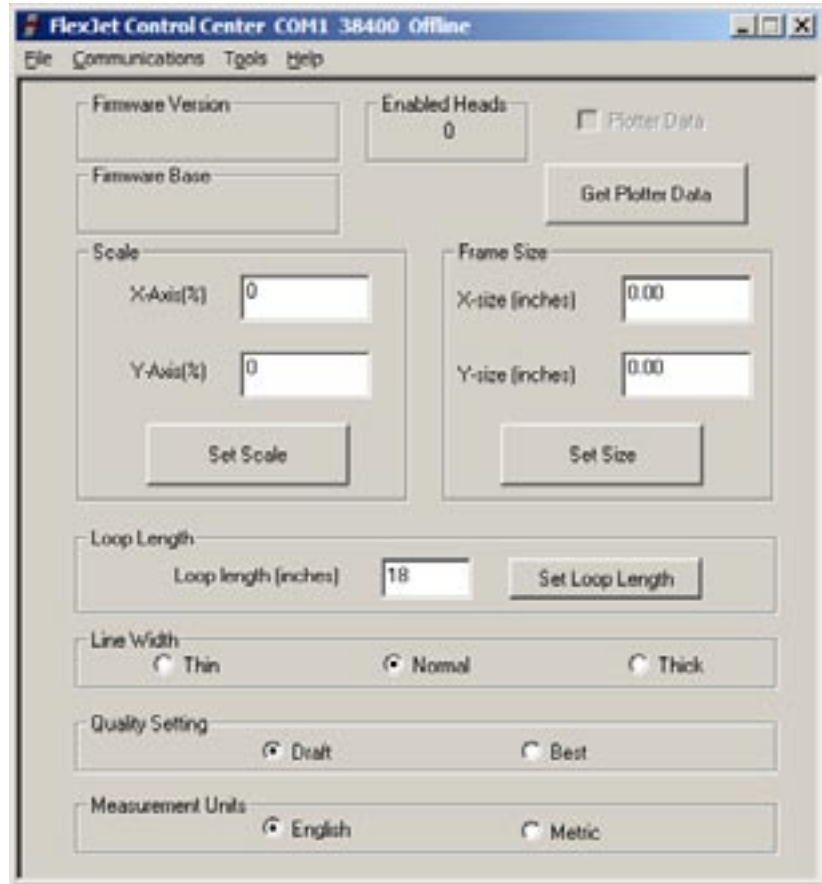 FlexJet Control Center COM1 38400 Offline
File Communications Tools Help
Firmware Version
Enabled Heads
0
Plotter Data
Firmware Base
Get Plotter Data
Scale
X-Axis(%) 0
Y-Axis(%) 0
Set Scale
Frame Size
X-size (inches) 0.00
Y-size (inches) 0.00
Set Size
Loop Length
Loop length (inches) 18 Set Loop Length
Line Width
Thin Normal Thick
Quality Setting
Draft Best
Measurement Units
English Metric